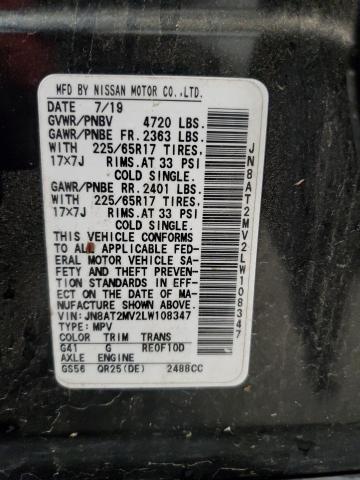 MFD BY NISSAN MOTOR CO.,LTD.
DATE 7/19
GVWR/PNBV 4720 LBS.
GAWR/PNBE FR. 2363 LBS.
WITH 225/65R17 TIRES,
17×7J RIMS.AT 33 PSI
COLD SINGLE.
GAWR/PNBE RR. 2401 LBS.
WITH 225/65R17 TIRES,
17×7J RIMS.AT 33 PSI
COLD SINGLE.
THIS VEHICLE CONFORMS
TO ALL APPLICABLE FED-
ERAL MOTOR VEHICLE SA-
FETY AND THEFT PREVEN-
TION STANDARDS IN EFF-
ECT ON THE DATE OF MA-
NUFACTURE SHOWN ABOVE.
VIN: JN8AT2MV2LW108347
TYPE: MPV
COLOR TRIM TRANS
G41 G RE0F10D
AXLE ENGINE
GS56 QR25(DE) 2488CC
JN8AT2MV2LW108347